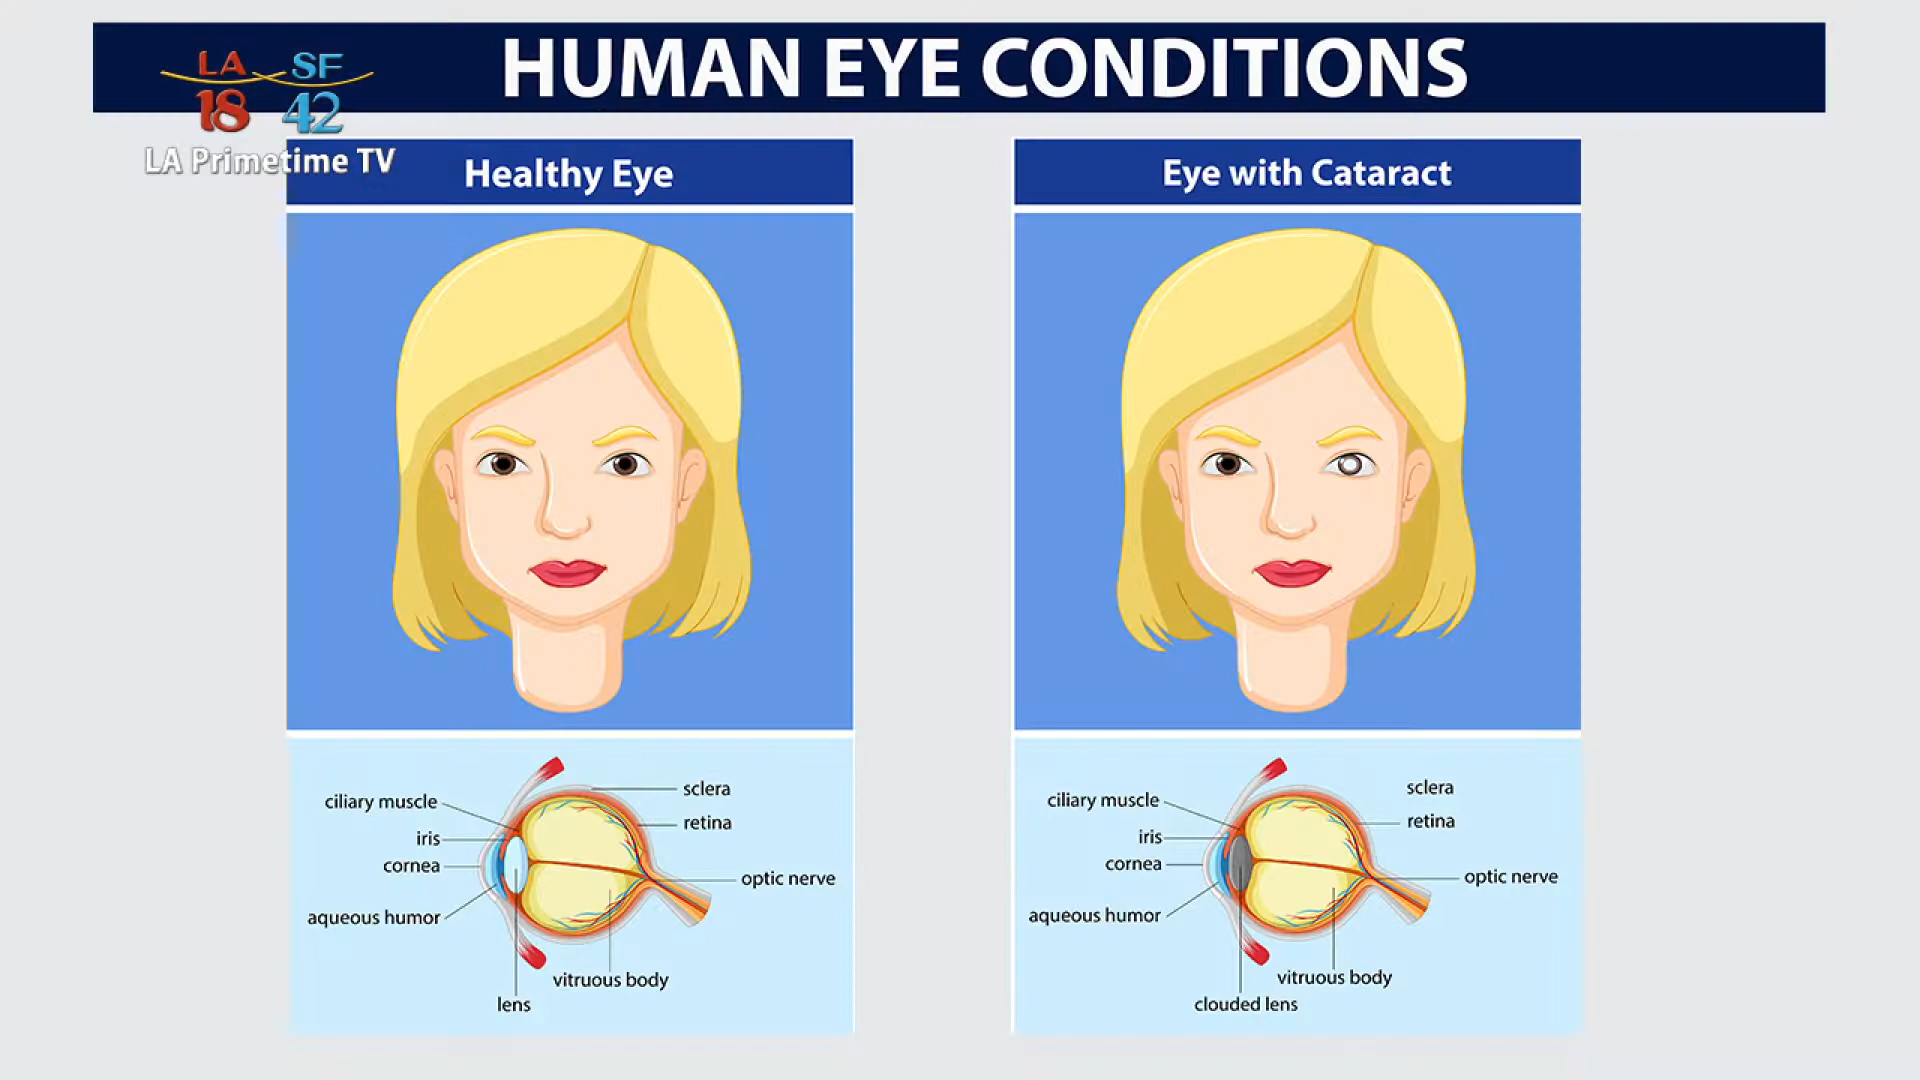 LA SF
18 42
LA Primetime TV
HUMAN EYE CONDITIONS
Healthy Eye
ciliary muscle
iris
cornea
aqueous humor
lens
vitruous body
sclera
retina
optic nerve
Eye with Cataract
ciliary muscle
iris
cornea
aqueous humor
clouded lens
vitruous body
sclera
retina
optic nerve